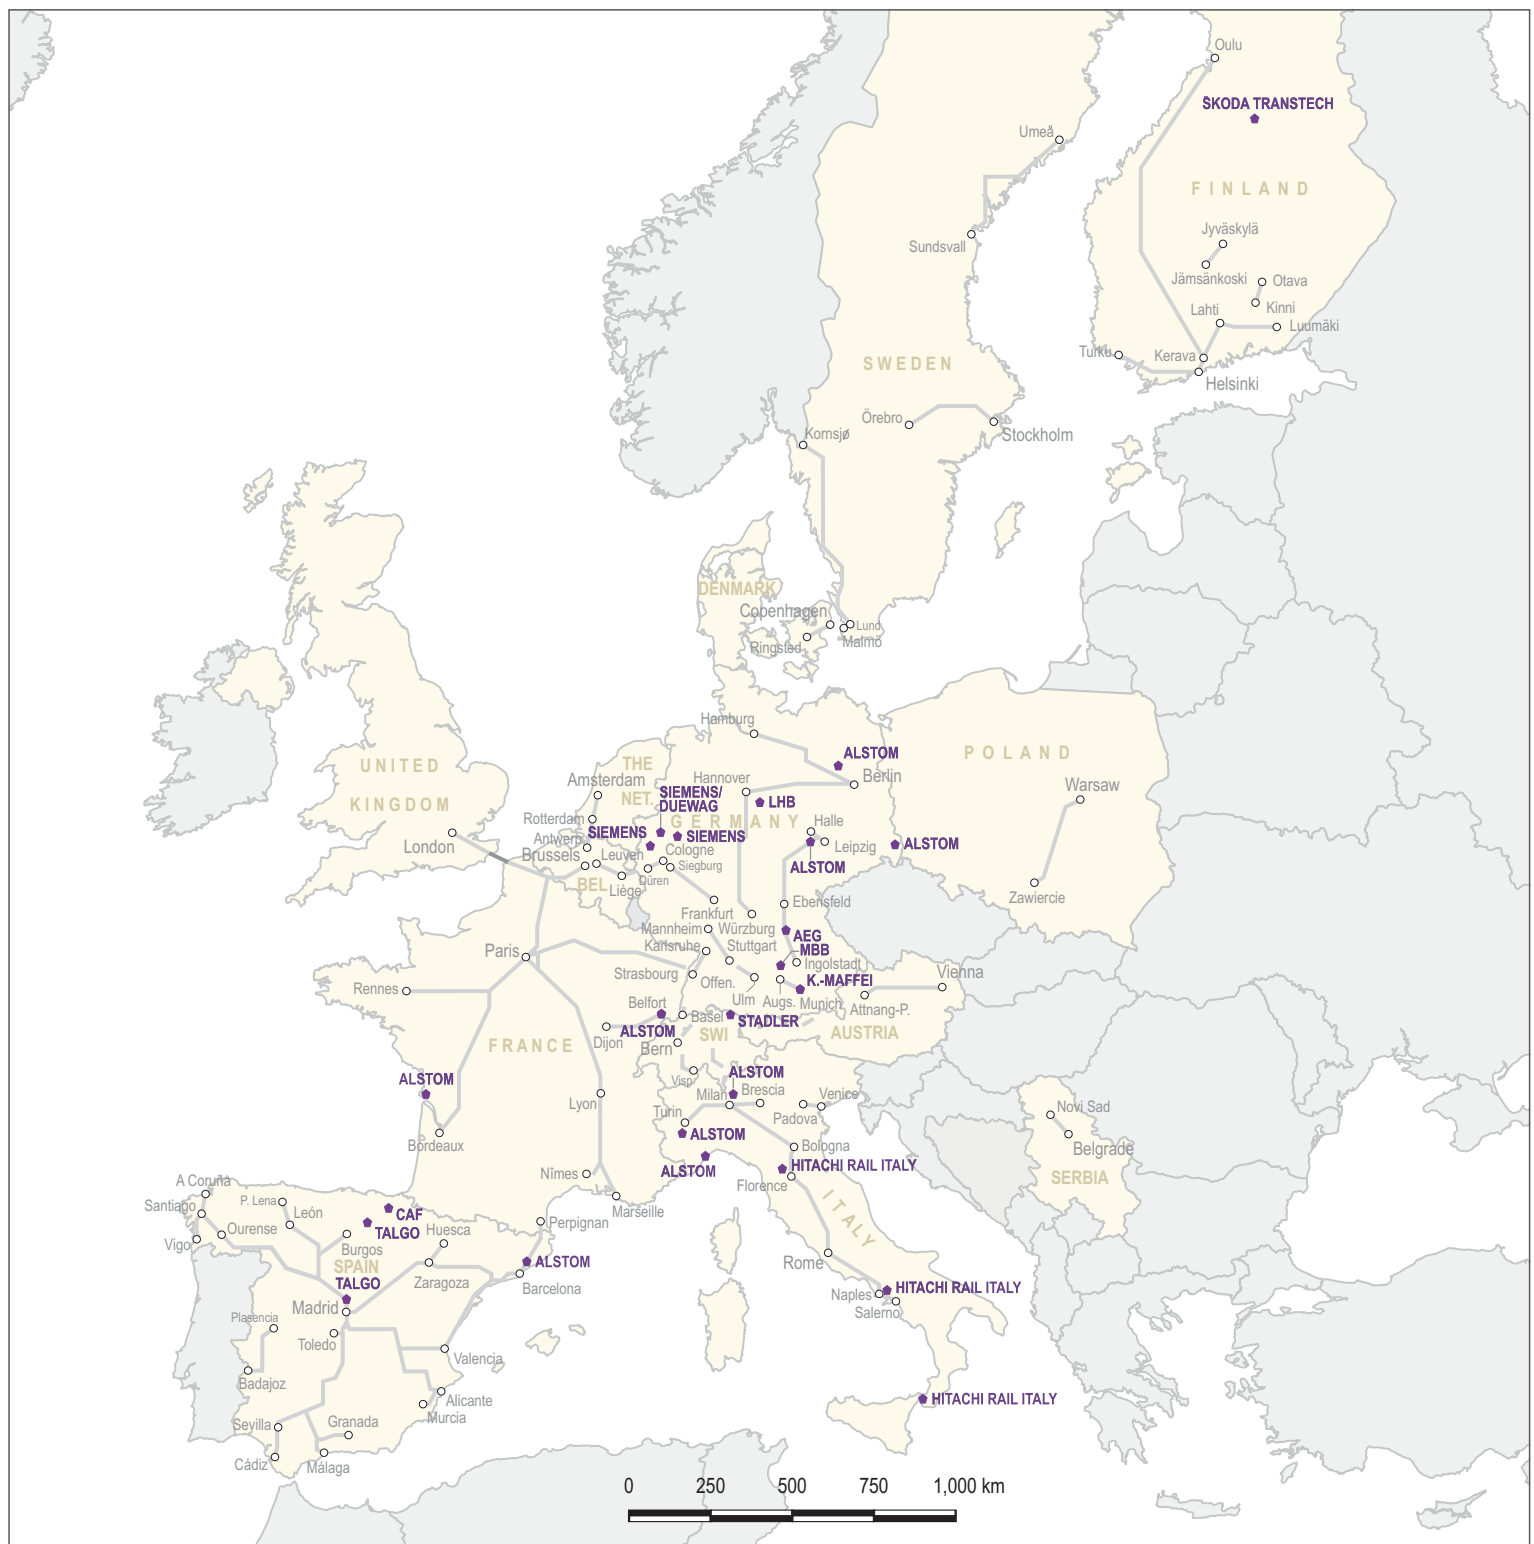 Oulu
ŠKODA TRANSTECH
Umeå
FINLAND
Jyväskylä
Sundsvall
Jämsänkoski
Otava
Kinni
Lahti
Luumäki
Turku
Kerava
SWEDEN
Helsinki
Örebro
Kornsjø
Stockholm
DENMARK
Copenhagen
Lund
Malmö
Ringsted
Hamburg
ALSTOM
POLAND
THE
NET.
UNITED
KINGDOM
Amsterdam
Hannover
Berlin
Warsaw
SIEMENS/
DUEWAG
LHB
Rotterdam
GERMANY
Halle
SIEMENS
SIEMENS
Antwerp
London
Brussels
Leuven
Cologne
Leipzig
ALSTOM
Siegburg
ALSTOM
BEL
Liège
Düren
Zawiercie
Frankfurt
Ebensfeld
Mannheim
Würzburg
AEG
Karlsruhe
Stuttgart
MBB
Paris
Ingolstadt
Strasbourg
Offen.
K.-MAFFEI
Vienna
Rennes
Ulm
Augs.
Munich
Attnang-P.
Belfort
Basel
STADLER
ALSTOM
SWI
AUSTRIA
FRANCE
Dijon
Bern
ALSTOM
Visp
ALSTOM
Milan
Brescia
Venice
Lyon
Turin
Padova
Novi Sad
ALSTOM
Bordeaux
Bologna
Belgrade
ALSTOM
HITACHI RAIL ITALY
SERBIA
Nîmes
Florence
A Coruña
Santiago
P. Lena
León
CAF
Marseille
ITALY
Ourense
TALGO
Huesca
Perpignan
Vigo
Burgos
SPAIN
ALSTOM
Rome
TALGO
Zaragoza
Barcelona
HITACHI RAIL ITALY
Naples
Madrid
Salerno
Plasencia
Toledo
Valencia
Badajoz
Alicante
HITACHI RAIL ITALY
Murcia
Sevilla
Granada
Cádiz
Málaga
0 250 500 750 1,000 km